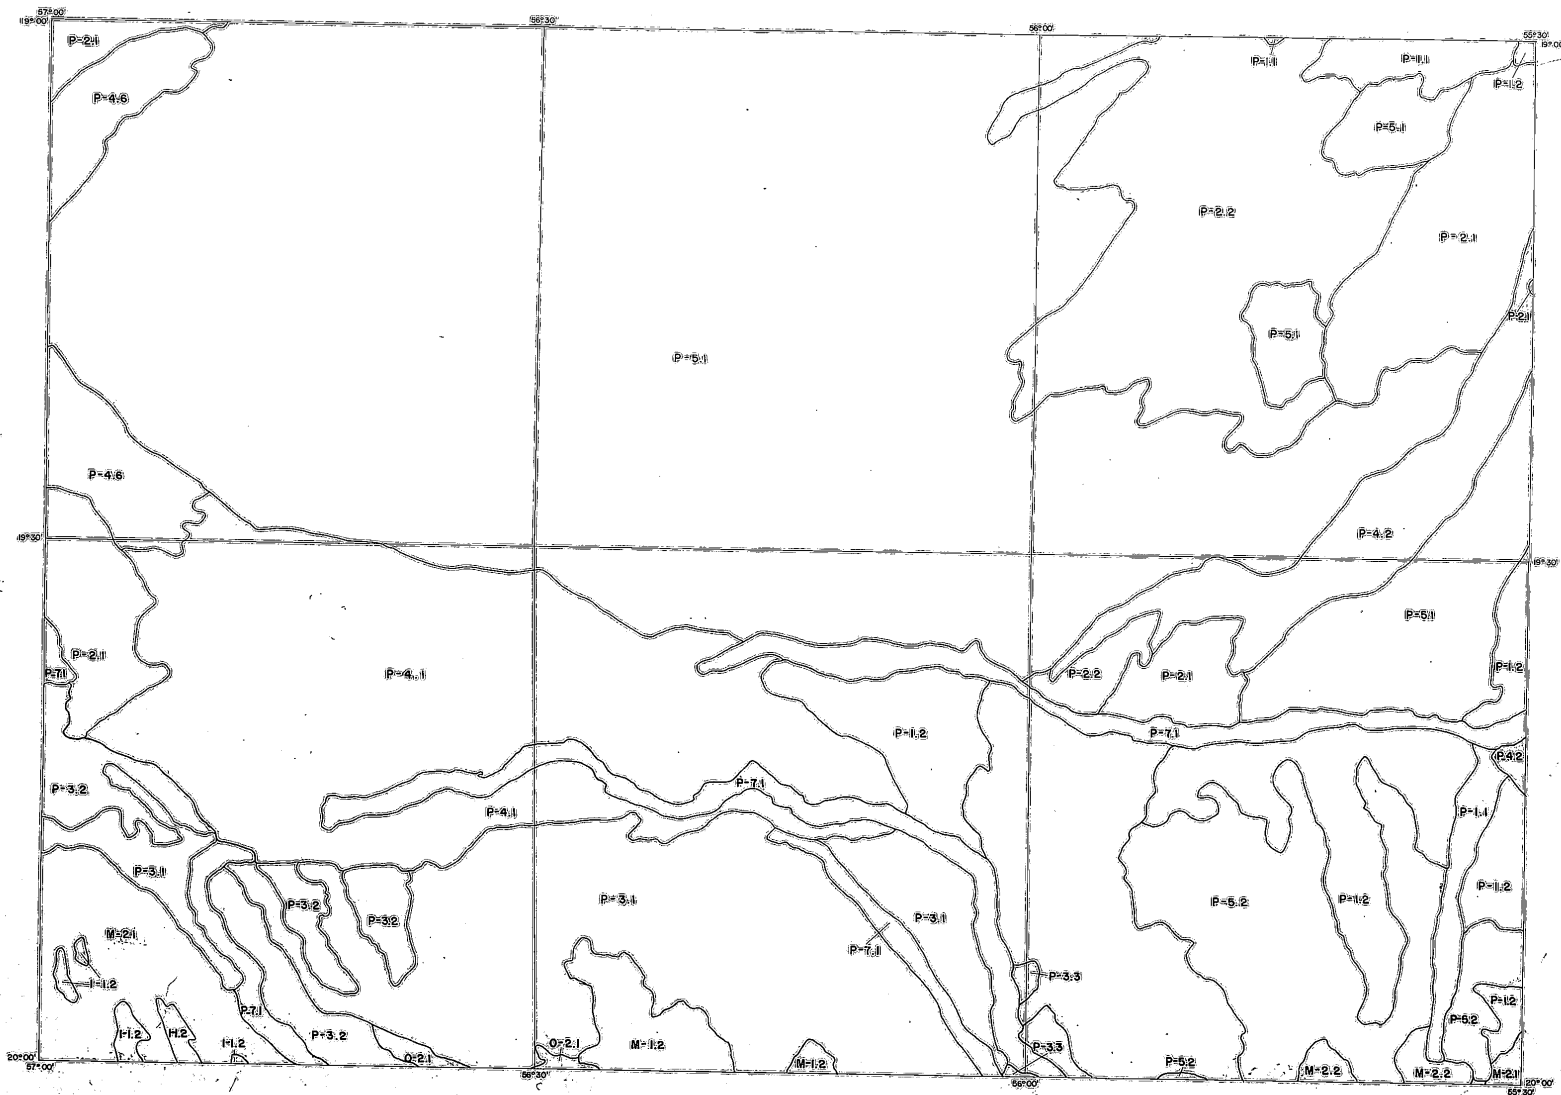 57°00' 56°30' 56°00' 55°30'
19°00' 19°00
P=2.1
P=1.1 P=1.1
P=1.2
P=4.6
P=5.1
P=2.2
P=2.1
P-2.1
P=5.1
P=5.1
P=4.6
P=4.2
19°30' 19°30'
P=5.1
P=2.1
P-7.1 P=4.1 P=2.2 P=2.1 P=1.2
P=1.2 P=7.1
P-4.2
P=3.2 P-7.1
P=4.1 P=1.1
P=3.1
P=1.2
P=3.2 P=3.1 P=5.2 P=1.2
P=3.2 P=3.1
M=2.1 P=7.1
P=3.3
I=1.2
P-7.1 P=1.2
P=5.2
I-1.2 P=3.2
I-1.2 O=2.1 M=1.2 P=3.3
20°00' O=2.1 M=1.2 P=5.2 M=2.2 M=2.2 M=2.1
57°00' 56°30' 56°00' 20°00'
55°30'